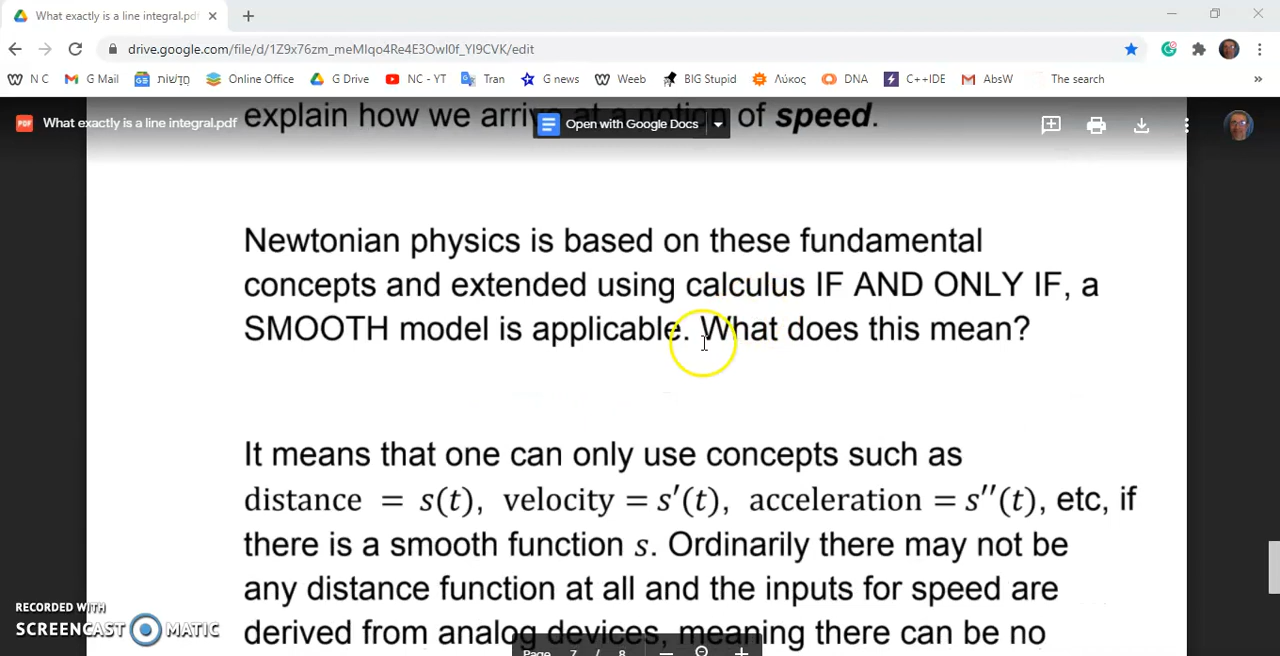 What exactly is a line integral.pdf
drive.google.com/file/d/1Z9x76zm_meMlqo4Re4E3Owl0f_Yl9CVK/edit
N C G Mail חֲדָשׁוֹת Online Office G Drive NC - YT Tran G news Weeb BIG Stupid Λύκος DNA C++IDE AbsW The search »
What exactly is a line integral.pdf
Open with Google Docs
explain how we arrive at a notion of speed.
Newtonian physics is based on these fundamental
concepts and extended using calculus IF AND ONLY IF, a
SMOOTH model is applicable. What does this mean?
It means that one can only use concepts such as
distance = s(t), velocity = s′(t), acceleration = s′′(t), etc, if
there is a smooth function s. Ordinarily there may not be
any distance function at all and the inputs for speed are
derived from analog devices, meaning there can be no
RECORDED WITH
SCREENCAST MATIC
Page 7 / 8